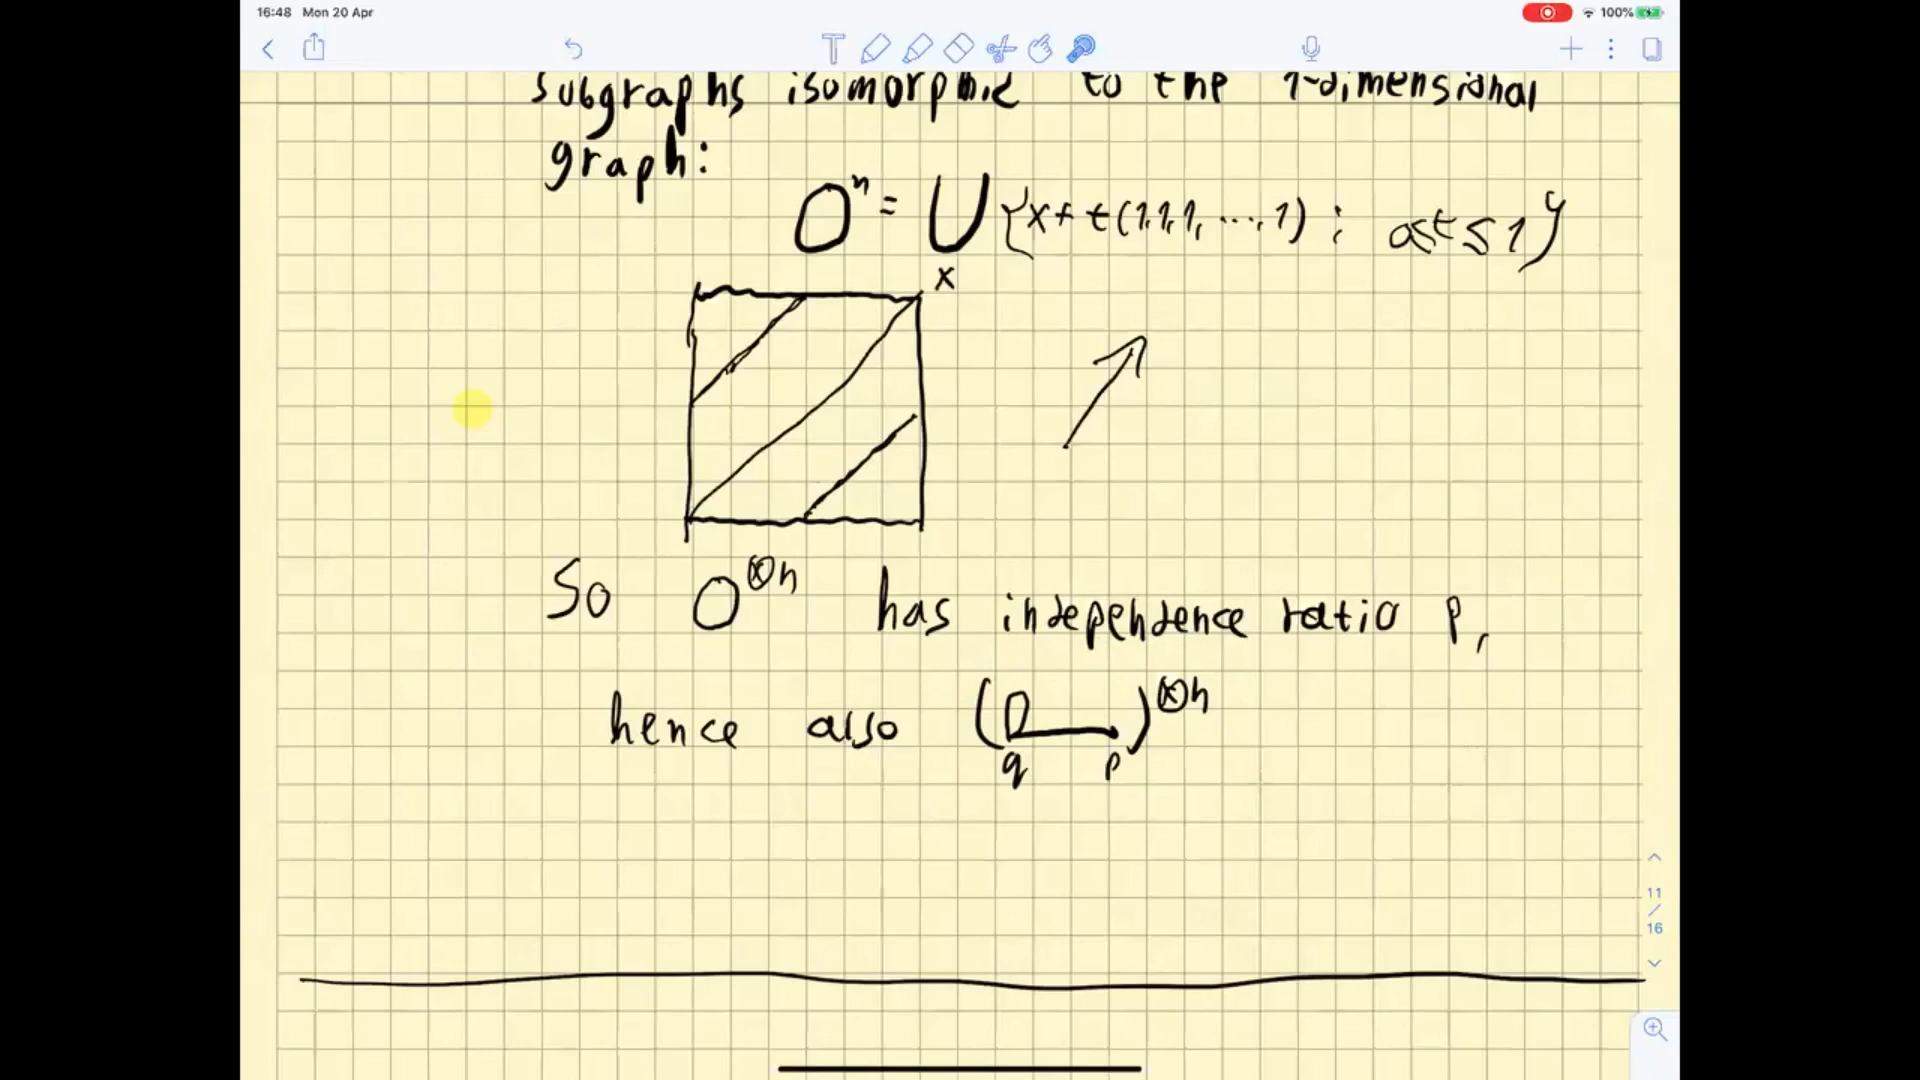 16:48 Mon 20 Apr 100%
T
subgraphs isomorphic to the 1-dimensional
graph:
Oⁿ = ∪ {x + t(1,1,1, ..., 1) : 0≤t≤1}
x
So O^{⊗n} has independence ratio p,
hence also ( )^{⊗n}
q p
11
/
16